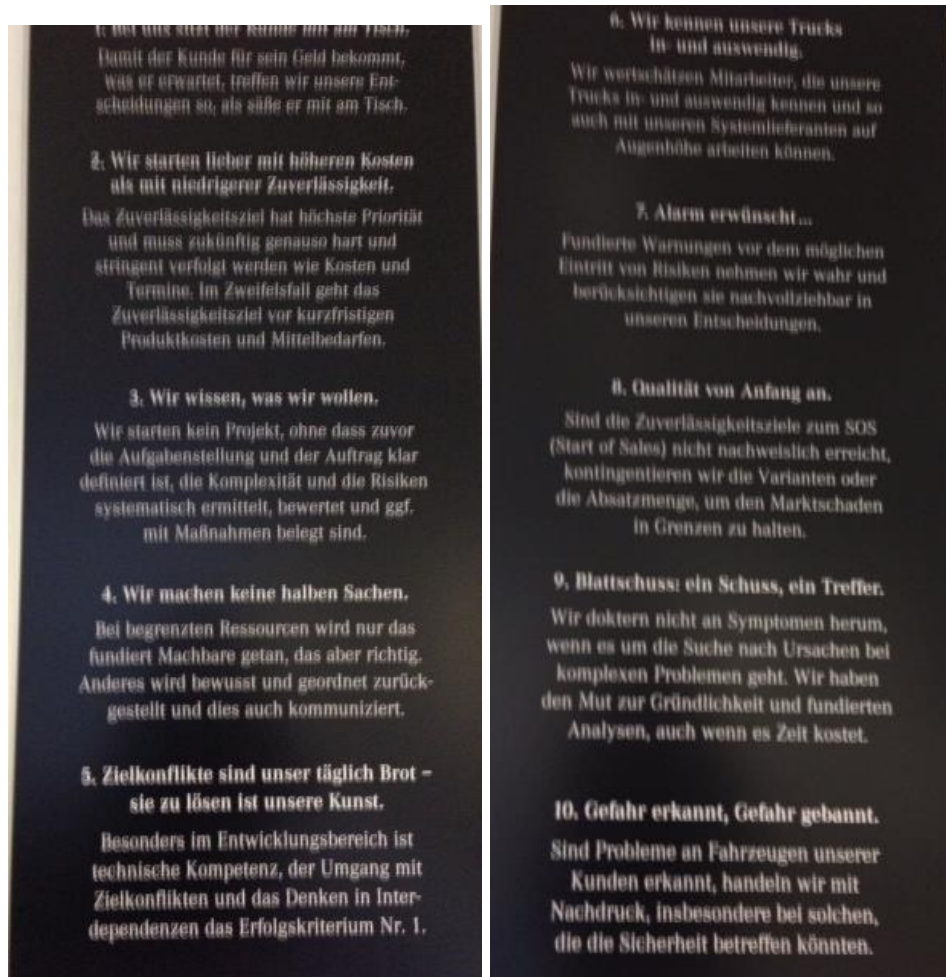 1. Bei uns sitzt der Kunde mit am Tisch.
Damit der Kunde für sein Geld bekommt,
was er erwartet, treffen wir unsere Ent-
scheidungen so, als säße er mit am Tisch.
2. Wir starten lieber mit höheren Kosten
als mit niedrigerer Zuverlässigkeit.
Das Zuverlässigkeitsziel hat höchste Priorität
und muss zukünftig genauso hart und
stringent verfolgt werden wie Kosten und
Termine. Im Zweifelsfall geht das
Zuverlässigkeitsziel vor kurzfristigen
Produktkosten und Mittelbedarfen.
3. Wir wissen, was wir wollen.
Wir starten kein Projekt, ohne dass zuvor
die Aufgabenstellung und der Auftrag klar
definiert ist, die Komplexität und die Risiken
systematisch ermittelt, bewertet und ggf.
mit Maßnahmen belegt sind.
4. Wir machen keine halben Sachen.
Bei begrenzten Ressourcen wird nur das
fundiert Machbare getan, das aber richtig.
Anderes wird bewusst und geordnet zurück-
gestellt und dies auch kommuniziert.
5. Zielkonflikte sind unser täglich Brot –
sie zu lösen ist unsere Kunst.
Besonders im Entwicklungsbereich ist
technische Kompetenz, der Umgang mit
Zielkonflikten und das Denken in Inter-
dependenzen das Erfolgskriterium Nr. 1.
6. Wir kennen unsere Trucks
in- und auswendig.
Wir wertschätzen Mitarbeiter, die unsere
Trucks in- und auswendig kennen und so
auch mit unseren Systemlieferanten auf
Augenhöhe arbeiten können.
7. Alarm erwünscht...
Fundierte Warnungen vor dem möglichen
Eintritt von Risiken nehmen wir wahr und
berücksichtigen sie nachvollziehbar in
unseren Entscheidungen.
8. Qualität von Anfang an.
Sind die Zuverlässigkeitsziele zum SOS
(Start of Sales) nicht nachweislich erreicht,
kontingentieren wir die Varianten oder
die Absatzmenge, um den Marktschaden
in Grenzen zu halten.
9. Blattschuss: ein Schuss, ein Treffer.
Wir doktern nicht an Symptomen herum,
wenn es um die Suche nach Ursachen bei
komplexen Problemen geht. Wir haben
den Mut zur Gründlichkeit und fundierten
Analysen, auch wenn es Zeit kostet.
10. Gefahr erkannt, Gefahr gebannt.
Sind Probleme an Fahrzeugen unserer
Kunden erkannt, handeln wir mit
Nachdruck, insbesondere bei solchen,
die die Sicherheit betreffen könnten.